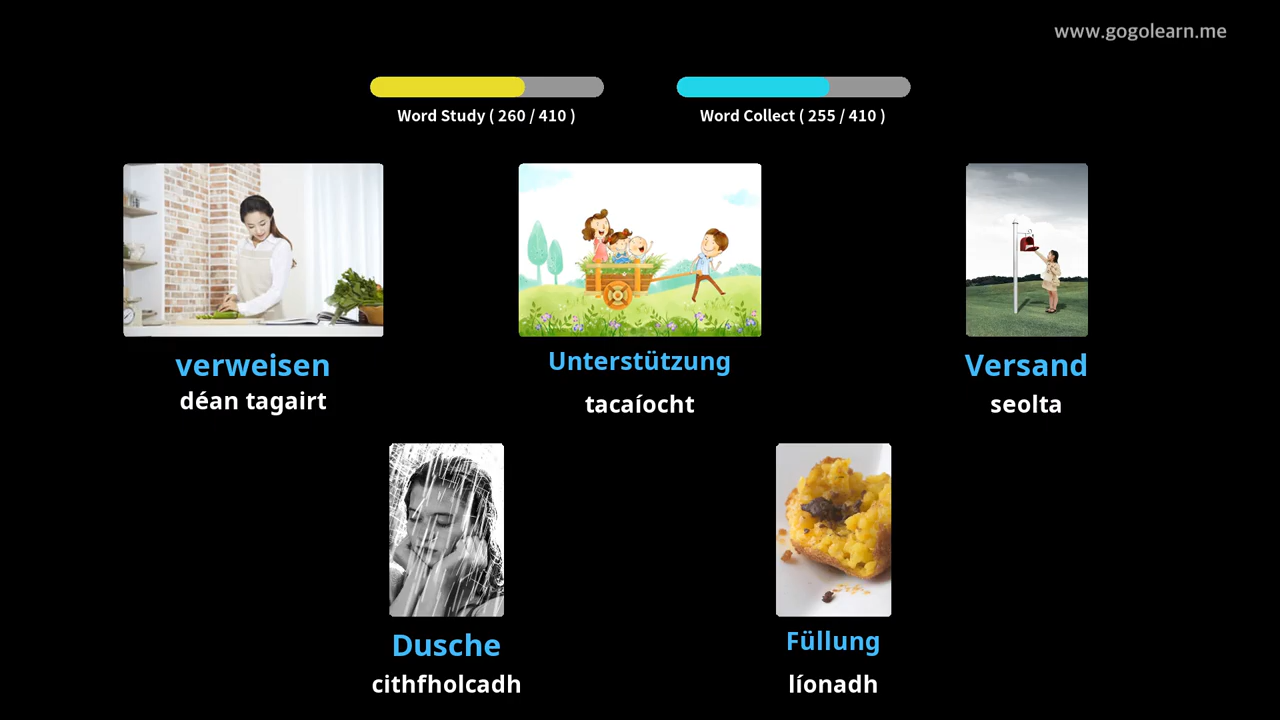 www.gogolearn.me
Word Study ( 260 / 410 )
Word Collect ( 255 / 410 )
verweisen
déan tagairt
Unterstützung
tacaíocht
Versand
seolta
Dusche
cithfholcadh
Füllung
líonadh